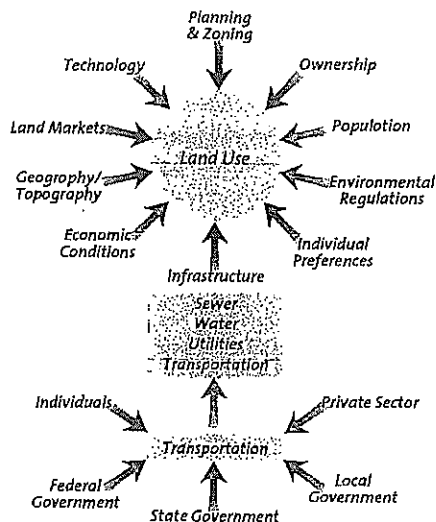 Planning
& Zoning
Technology
Ownership
Land Markets
Population
Land Use
Geography/
Topography
Environmental
Regulations
Economic
Conditions
Individual
Preferences
Infrastructure
Sewer
Water
Utilities
Transportation
Individuals
Private Sector
Transportation
Federal
Government
Local
Government
State Government